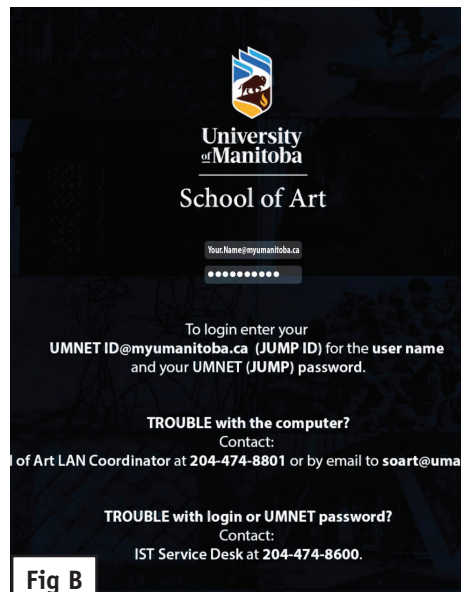 University
of Manitoba
School of Art
Your.Name@myumanitoba.ca
To login enter your
UMNET ID@myumanitoba.ca (JUMP ID) for the user name
and your UMNET (JUMP) password.
TROUBLE with the computer?
Contact:
of Art LAN Coordinator at 204-474-8801 or by email to soart@uma
TROUBLE with login or UMNET password?
Contact:
IST Service Desk at 204-474-8600.
Fig B